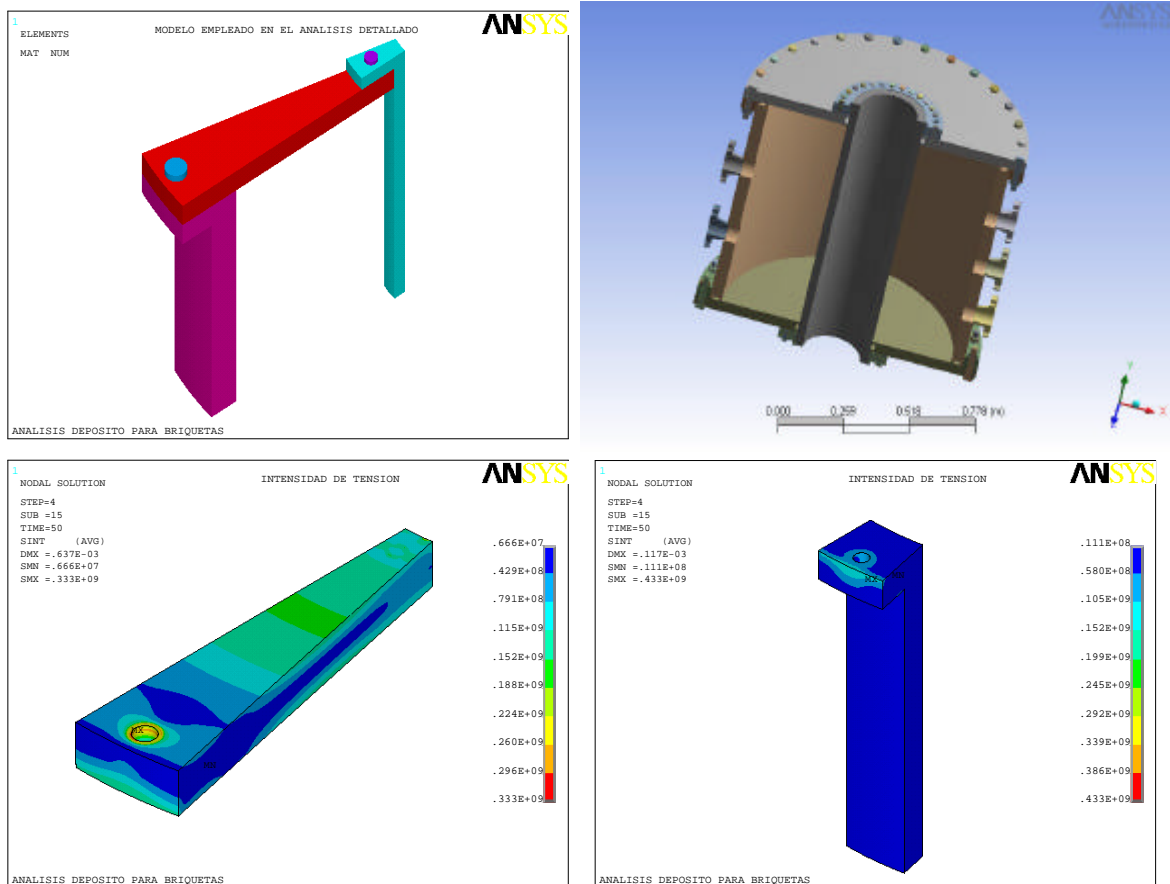 1
ELEMENTS
MAT NUM
MODELO EMPLEADO EN EL ANALISIS DETALLADO
ANSYS
ANALISIS DEPOSITO PARA BRIQUETAS
ANSYS
0.000 0.259 0.518 0.778 (m)
Y
X
Z
1
NODAL SOLUTION
STEP=4
SUB =15
TIME=50
SINT (AVG)
DMX =.637E-03
SMN =.666E+07
SMX =.333E+09
INTENSIDAD DE TENSION
ANSYS
MX
MN
.666E+07
.429E+08
.791E+08
.115E+09
.152E+09
.188E+09
.224E+09
.260E+09
.296E+09
.333E+09
ANALISIS DEPOSITO PARA BRIQUETAS
1
NODAL SOLUTION
STEP=4
SUB =15
TIME=50
SINT (AVG)
DMX =.117E-03
SMN =.111E+08
SMX =.433E+09
INTENSIDAD DE TENSION
ANSYS
MX
MN
.111E+08
.580E+08
.105E+09
.152E+09
.199E+09
.245E+09
.292E+09
.339E+09
.386E+09
.433E+09
ANALISIS DEPOSITO PARA BRIQUETAS